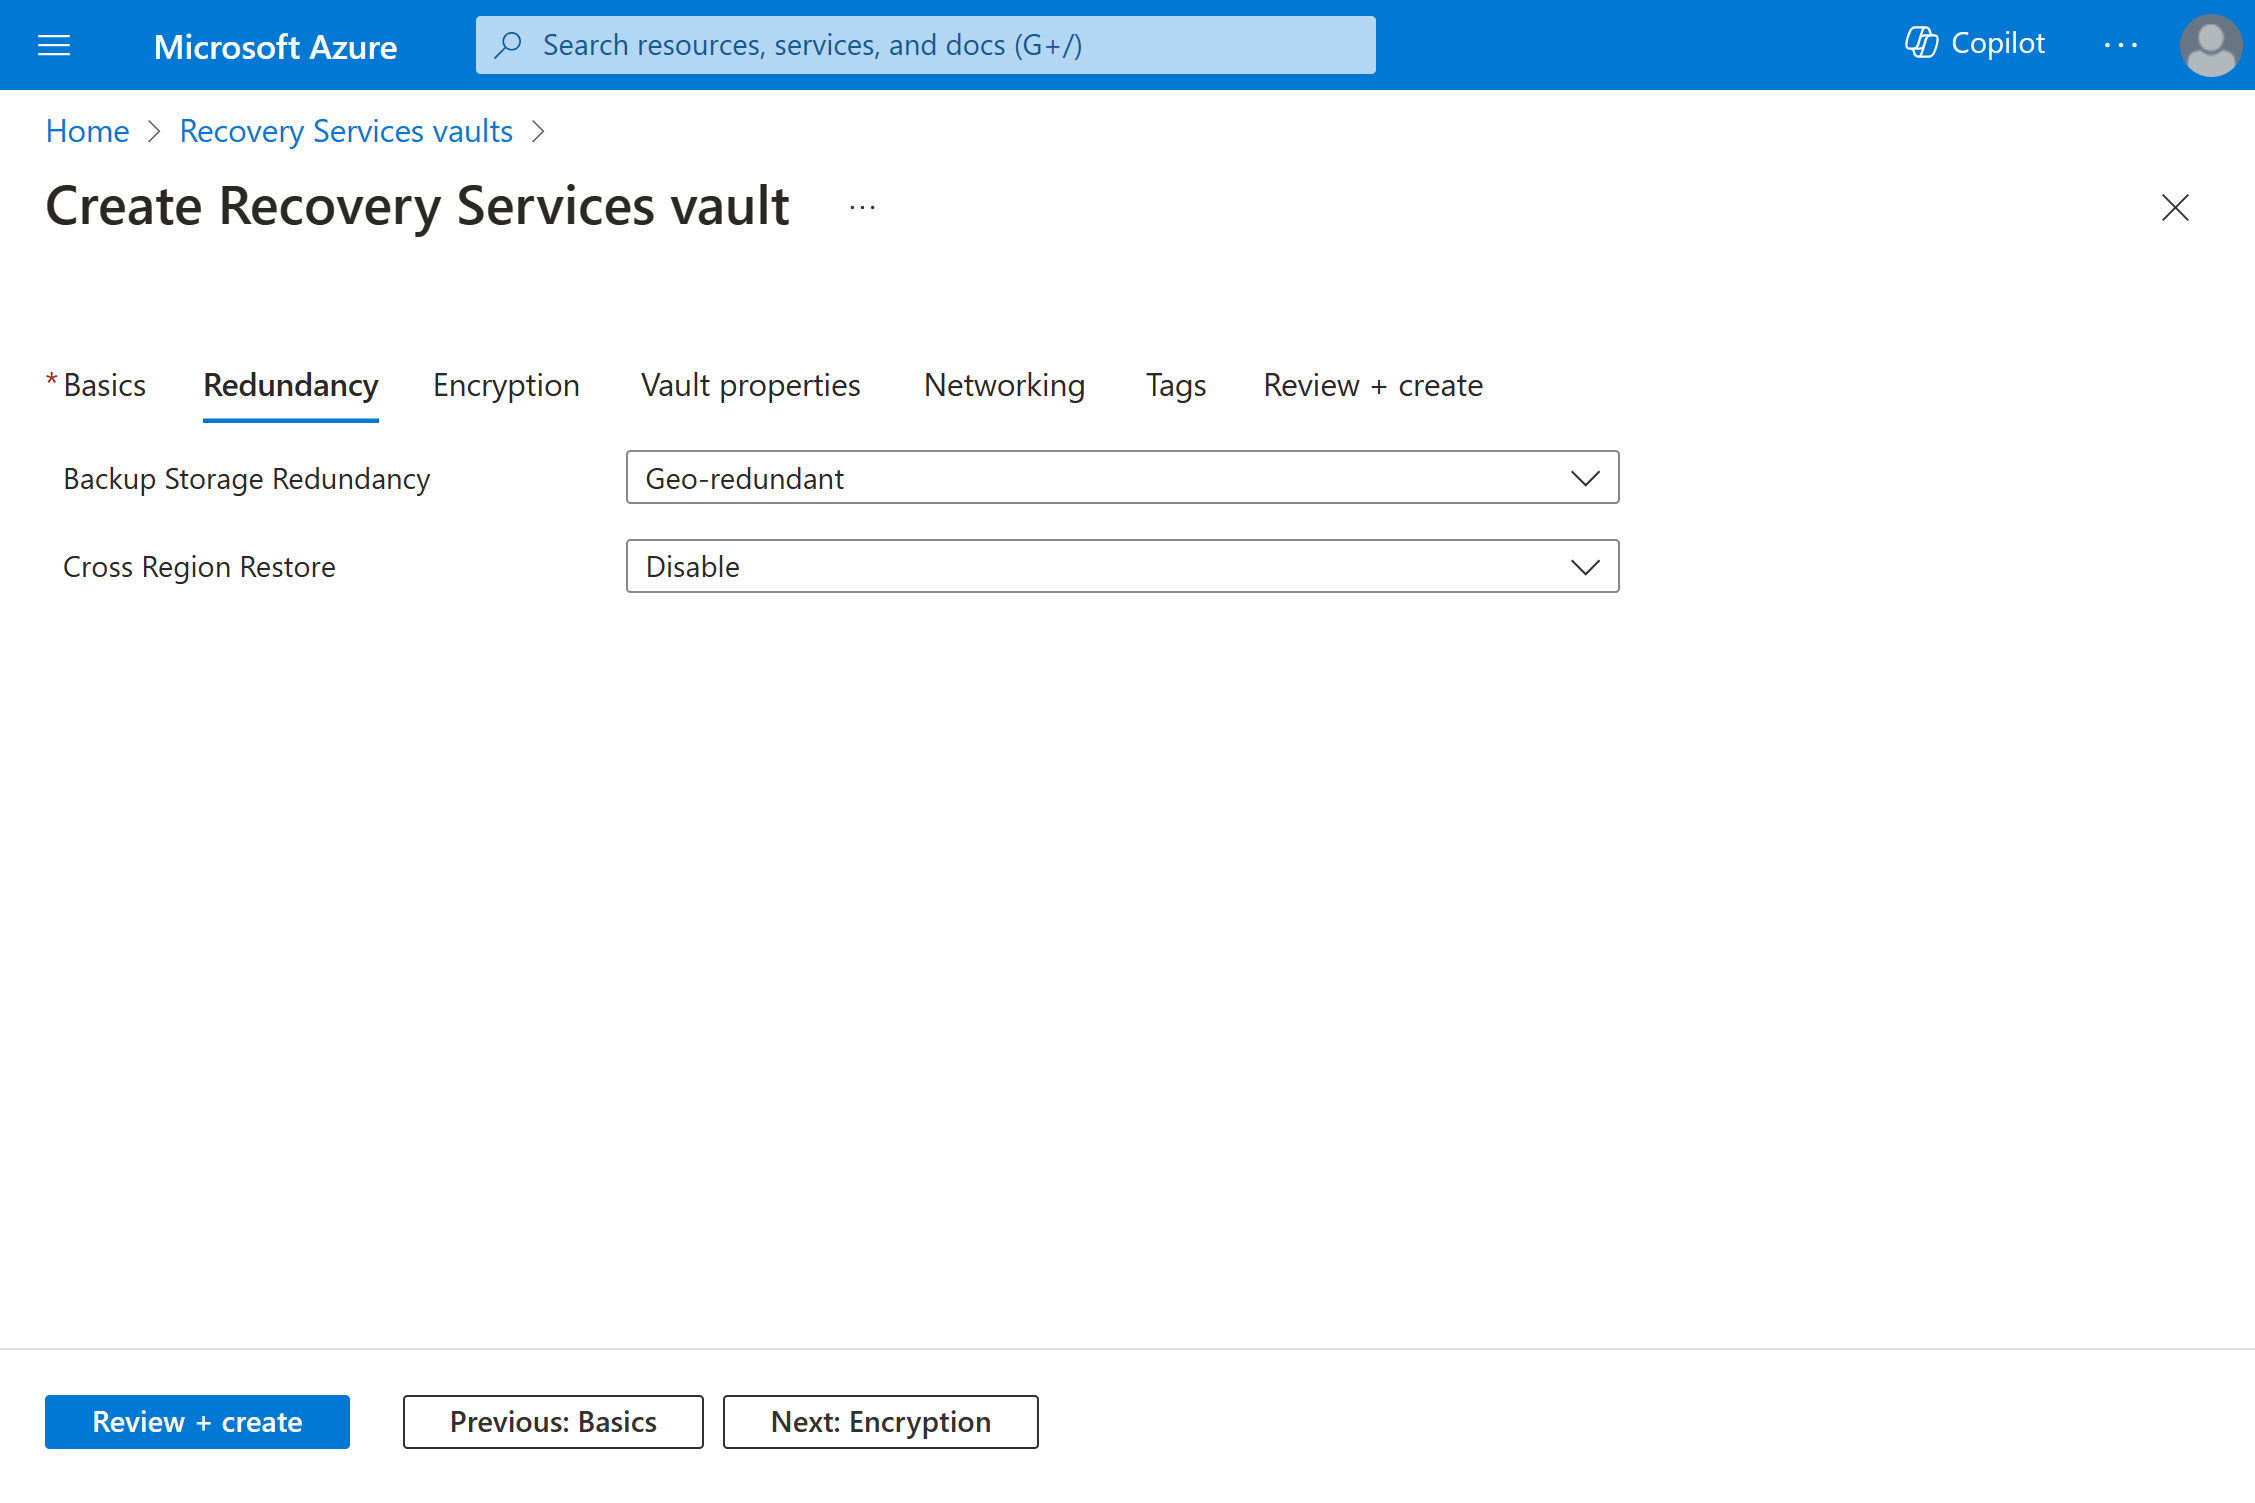 Microsoft Azure
Search resources, services, and docs (G+/)
Copilot
Home
Recovery Services vaults
Create Recovery Services vault
* Basics
Redundancy
Encryption
Vault properties
Networking
Tags
Review + create
Backup Storage Redundancy
Geo-redundant
Cross Region Restore
Disable
Review + create
Previous: Basics
Next: Encryption